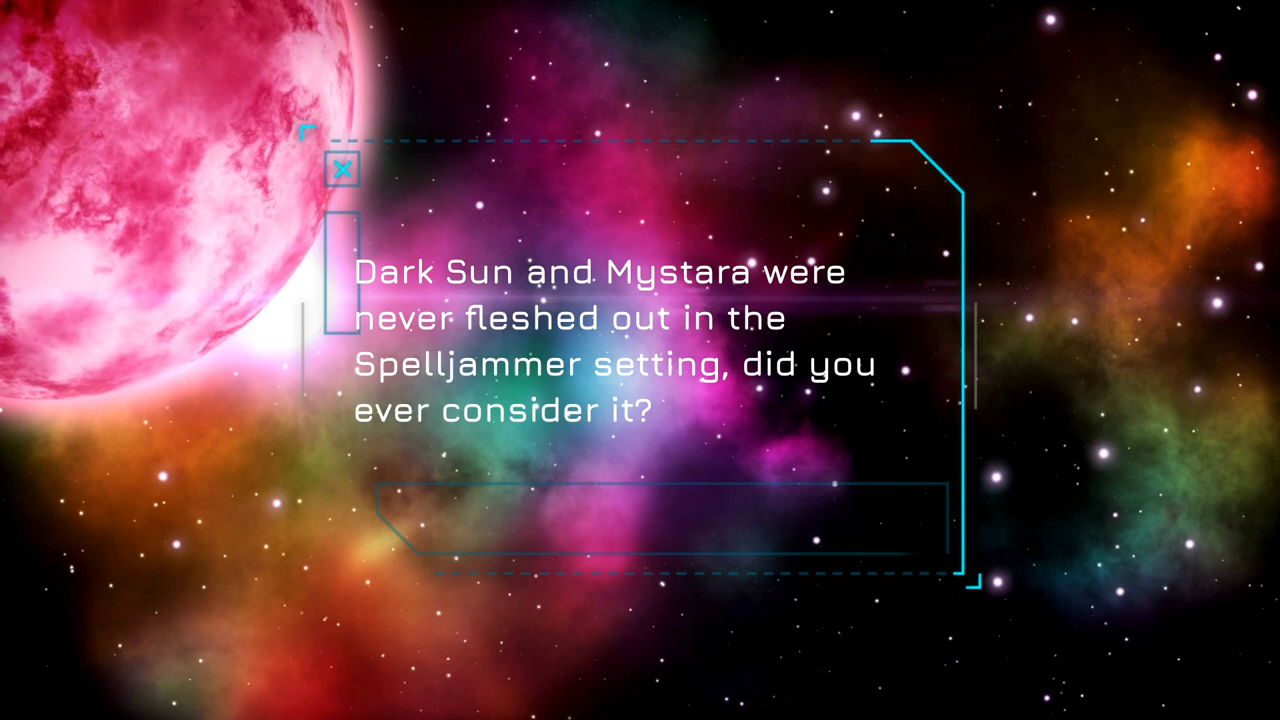 Dark Sun and Mystara were
never fleshed out in the
Spelljammer setting, did you
ever consider it?